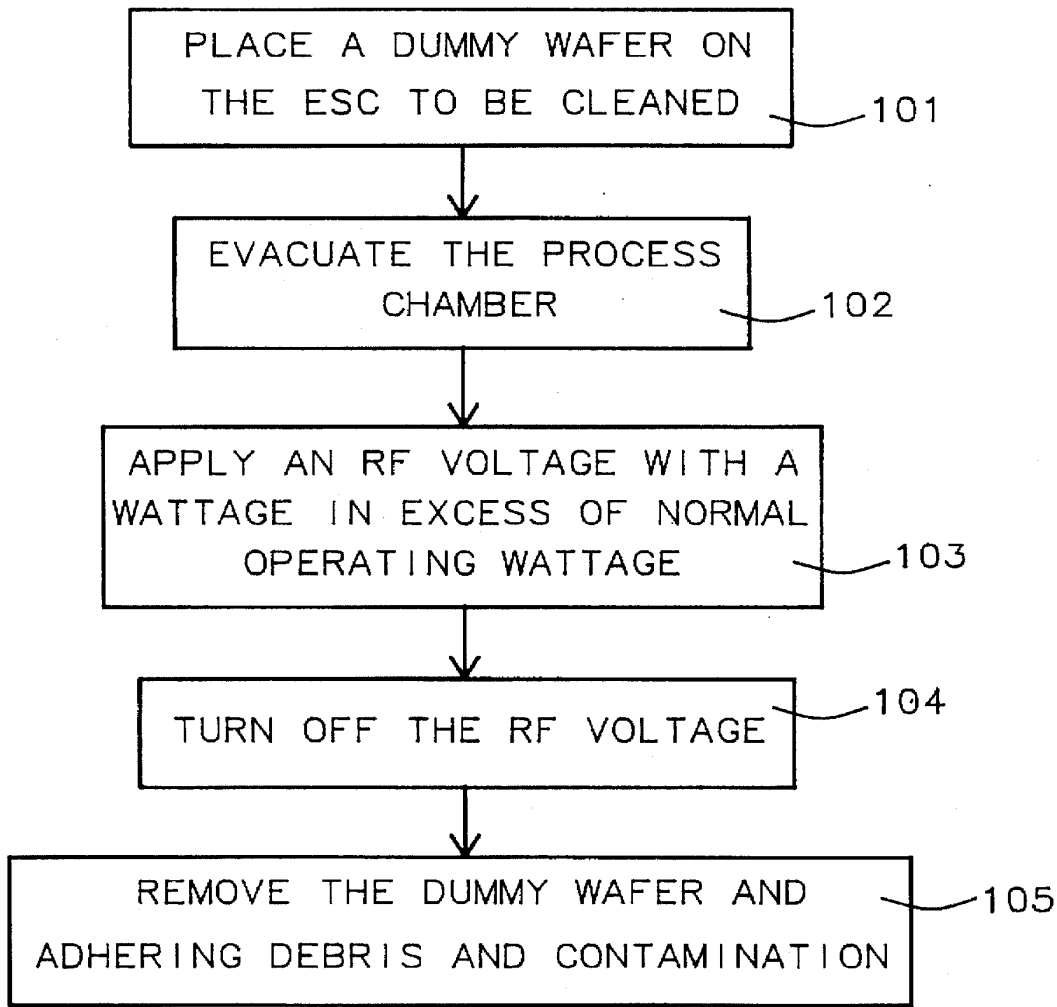 PLACE A DUMMY WAFER ON
THE ESC TO BE CLEANED
101
EVACUATE THE PROCESS
CHAMBER
102
APPLY AN RF VOLTAGE WITH A
WATTAGE IN EXCESS OF NORMAL
OPERATING WATTAGE
103
TURN OFF THE RF VOLTAGE
104
REMOVE THE DUMMY WAFER AND
ADHERING DEBRIS AND CONTAMINATION
105